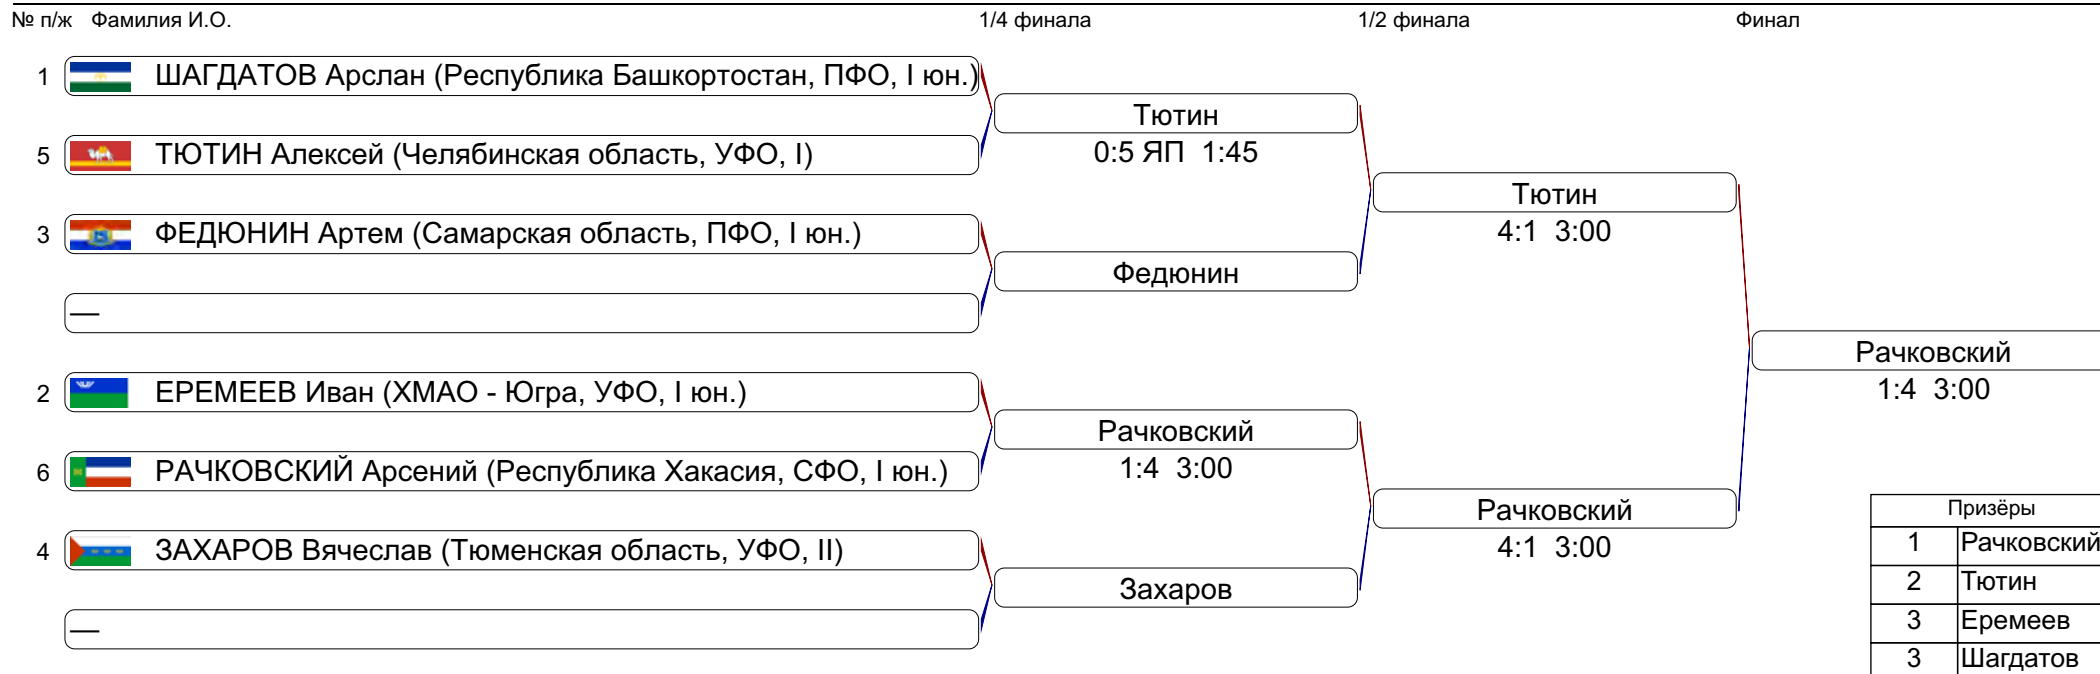 № п/ж Фамилия И.О. 1/4 финала 1/2 финала Финал
1 ШАГДАТОВ Арслан (Республика Башкортостан, ПФО, I юн.)
Тютин
0:5 ЯП 1:45
5 ТЮТИН Алексей (Челябинская область, УФО, I)
Тютин
4:1 3:00
3 ФЕДЮНИН Артем (Самарская область, ПФО, I юн.)
Федюнин
—
Рачковский
1:4 3:00
2 ЕРЕМЕЕВ Иван (ХМАО - Югра, УФО, I юн.)
Рачковский
1:4 3:00
6 РАЧКОВСКИЙ Арсений (Республика Хакасия, СФО, I юн.)
Рачковский
4:1 3:00
4 ЗАХАРОВ Вячеслав (Тюменская область, УФО, II)
Захаров
—
Призёры
1 Рачковский
2 Тютин
3 Еремеев
3 Шагдатов